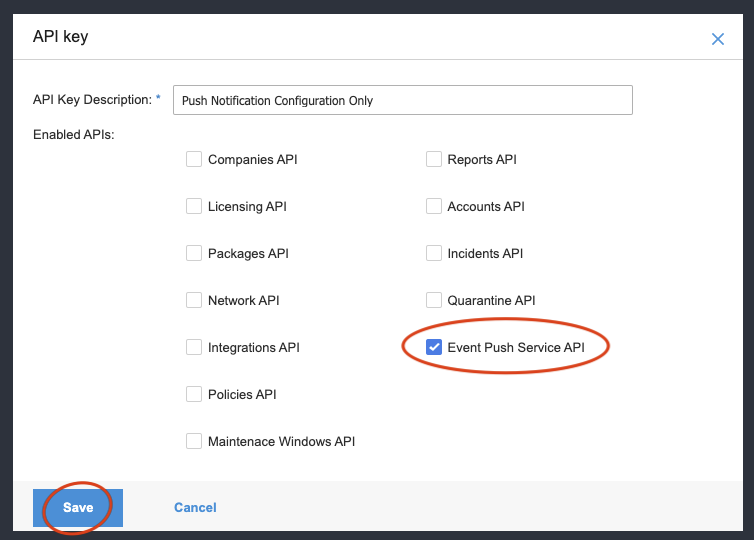 API key
API Key Description: * Push Notification Configuration Only
Enabled APIs:
Companies API Reports API
Licensing API Accounts API
Packages API Incidents API
Network API Quarantine API
Integrations API Event Push Service API
Policies API
Maintenace Windows API
Save Cancel